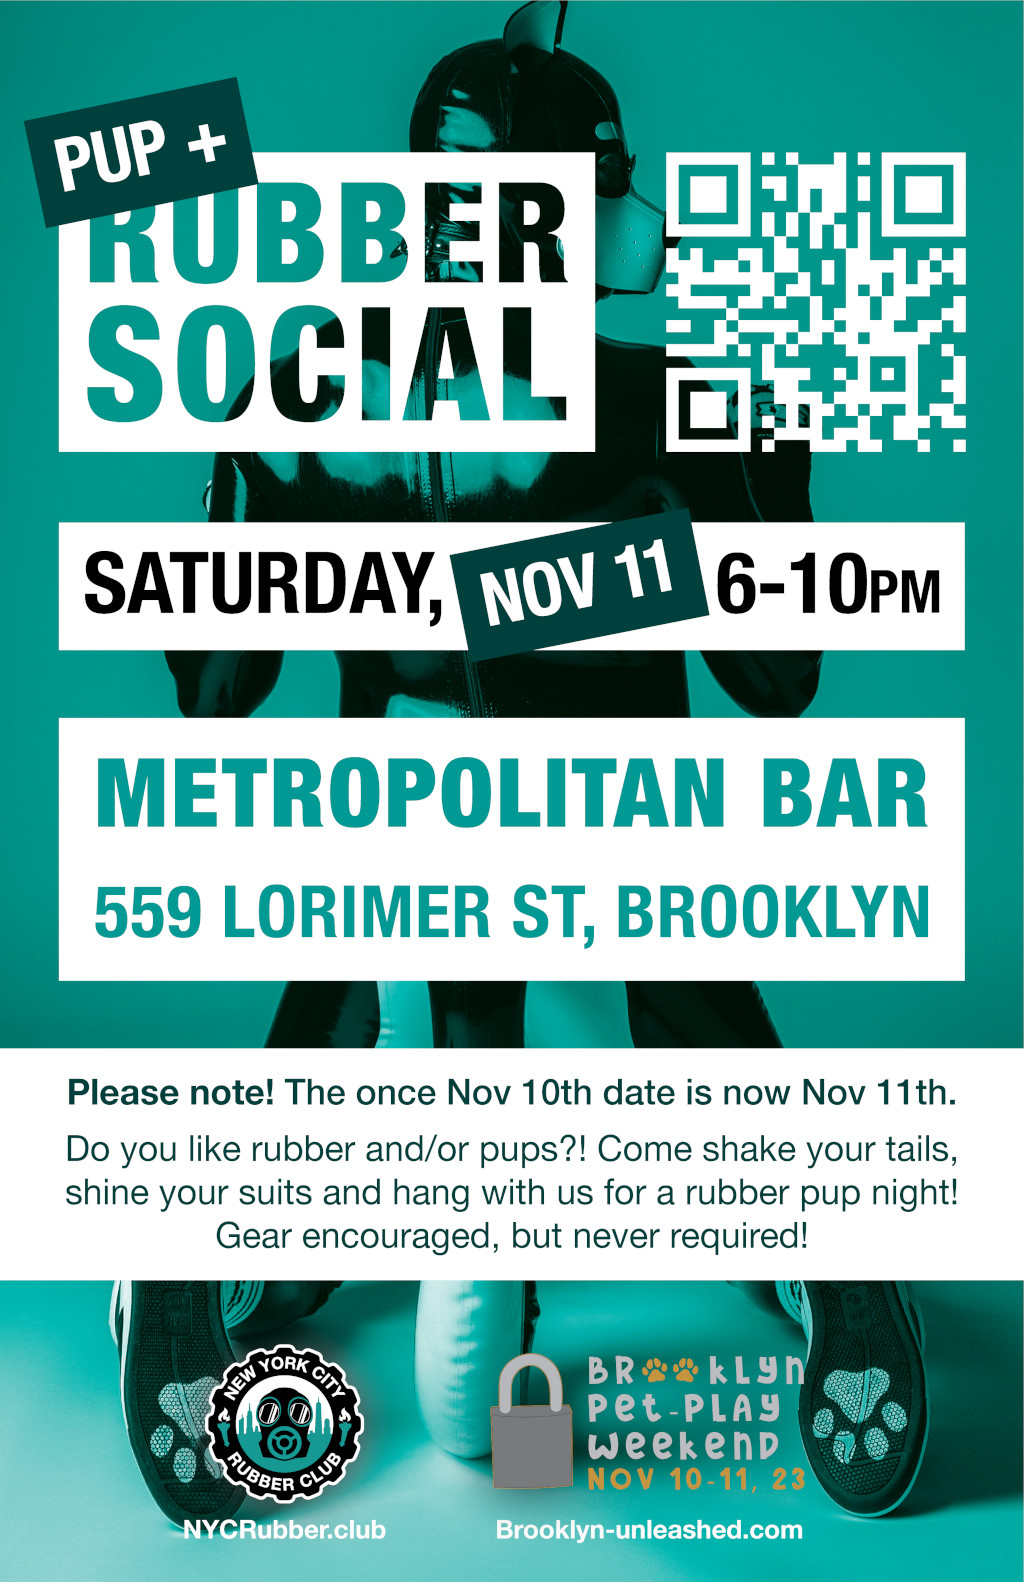 PUP +
RUBBER
SOCIAL
SATURDAY, NOV 11 6-10PM
METROPOLITAN BAR
559 LORIMER ST, BROOKLYN
Please note! The once Nov 10th date is now Nov 11th.
Do you like rubber and/or pups?! Come shake your tails,
shine your suits and hang with us for a rubber pup night!
Gear encouraged, but never required!
NEW YORK CITY
RUBBER CLUB
NYCRubber.club
BROOKLYN
PET-PLAY
WEEKEND
NOV 10-11, 23
Brooklyn-unleashed.com